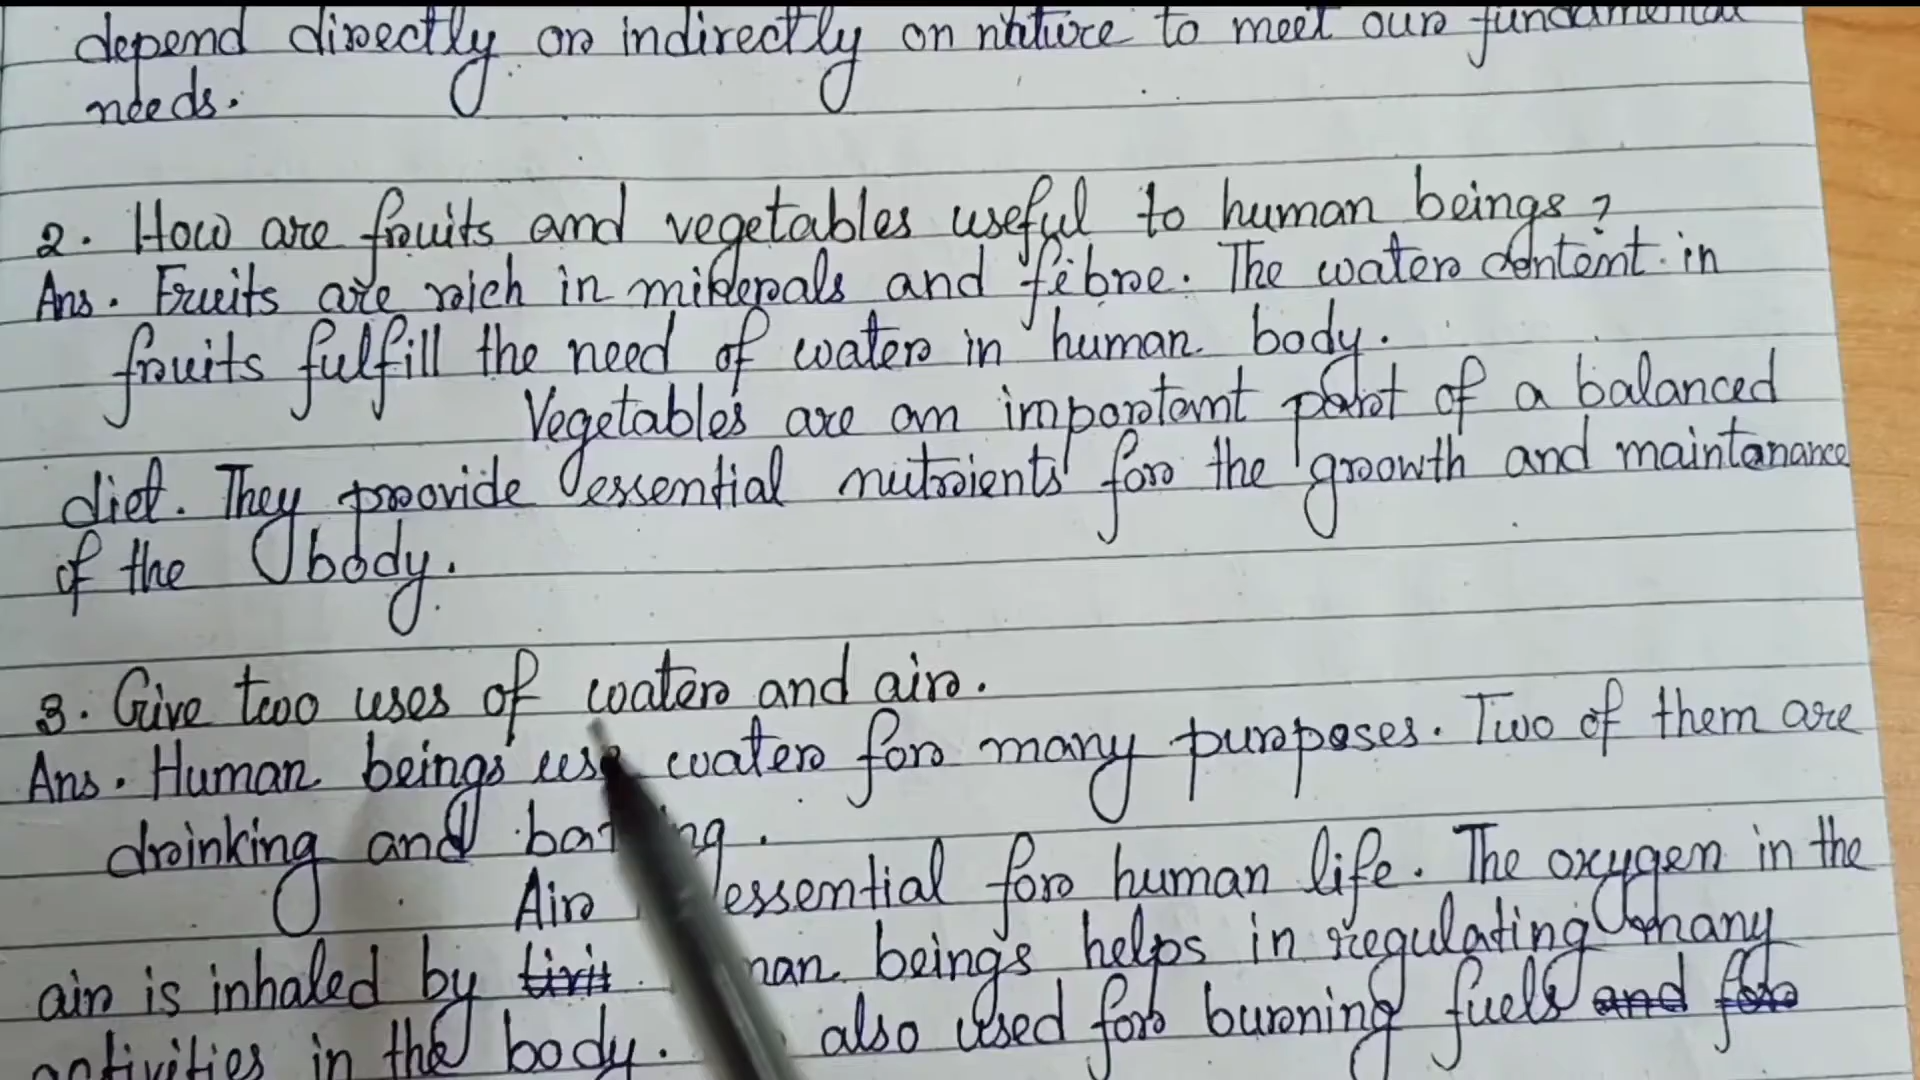 depend directly or indirectly on nature to meet our fundamental
needs.
2. How are fruits and vegetables useful to human beings?
Ans. Fruits are rich in minerals and fibre. The water content in
fruits fulfill the need of water in human body.
Vegetables are an important part of a balanced
diet. They provide essential nutrients for the growth and maintanance
of the body.
3. Give two uses of water and air.
Ans. Human beings use water for many purposes. Two of them are
drinking and
Air essential for human life. The oxygen in the
air is inhaled by beings helps in regulating many
activities in the body. also used for burning fuels and for